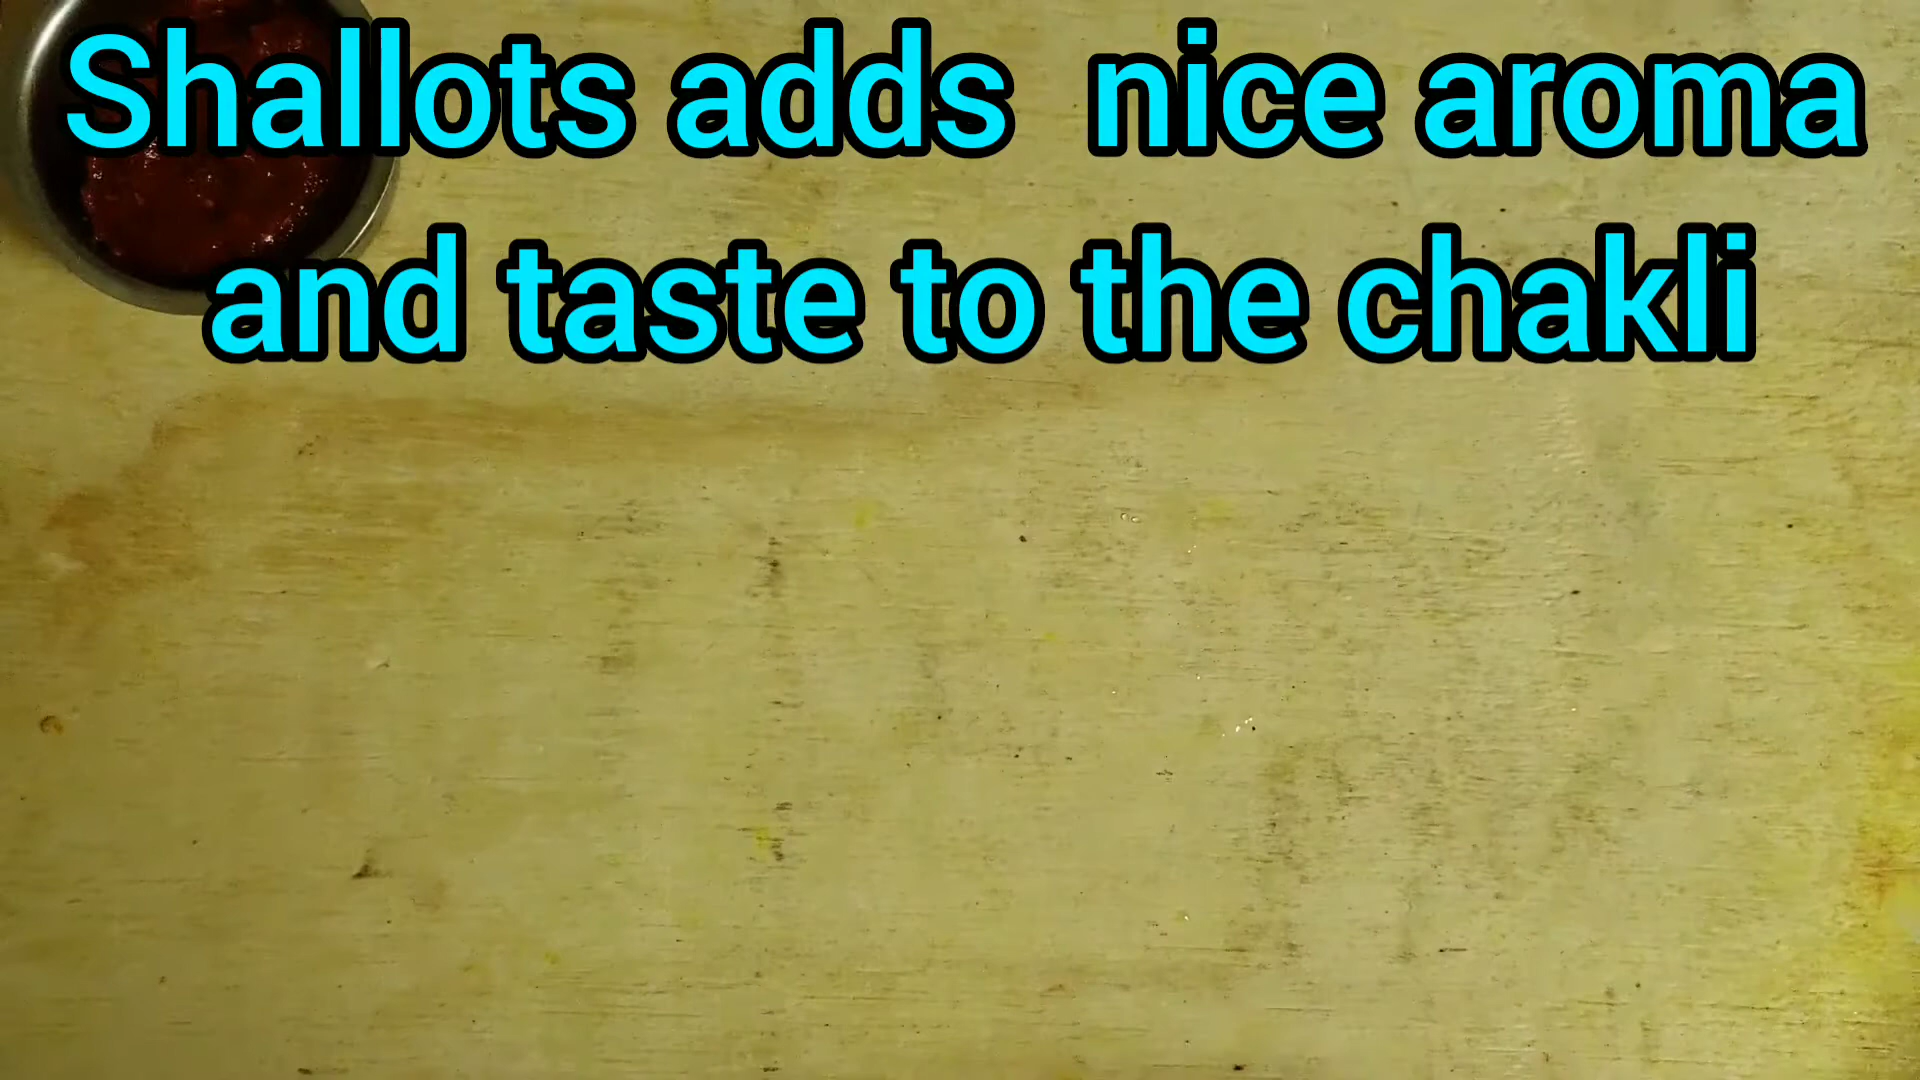 Shallots adds  nice aroma
and taste to the chakli